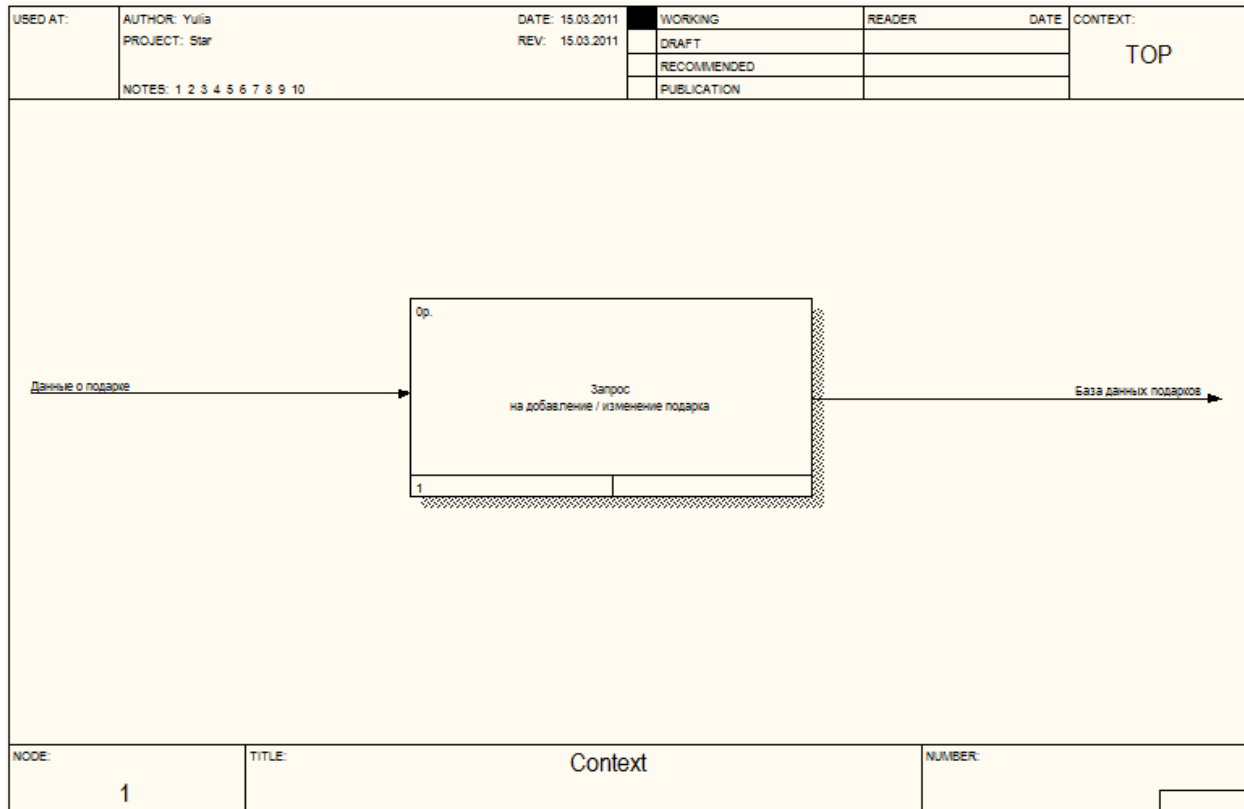 USED AT:
AUTHOR: Yulia
DATE: 15.03.2011
PROJECT: Star
REV: 15.03.2011
NOTES: 1 2 3 4 5 6 7 8 9 10
WORKING
DRAFT
RECOMMENDED
PUBLICATION
READER
DATE
CONTEXT:
TOP
0р.
Данные о подарке
Запрос
на добавление / изменение подарка
База данных подарков
1
NODE:
1
TITLE:
Context
NUMBER: